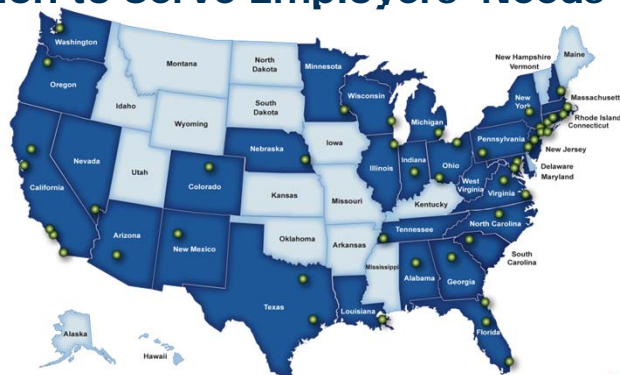 to Serve Employers' Needs
Washington
Montana
North
Dakota
Minnesota
New Hampshire
Vermont
Maine
Oregon
Idaho
South
Dakota
Wisconsin
Michigan
New
York
Massachusett
Rhode Island
Connecticut
Wyoming
Nebraska
Iowa
Pennsylvania
New Jersey
Nevada
Utah
Colorado
Illinois
Indiana
Ohio
Delaware
Maryland
California
Kansas
Missouri
West
Virginia
Virginia
Kentucky
Arizona
New Mexico
Oklahoma
Arkansas
Tennessee
North Carolina
South
Carolina
Mississippi
Alabama
Georgia
Texas
Louisiana
Florida
Alaska
Hawaii